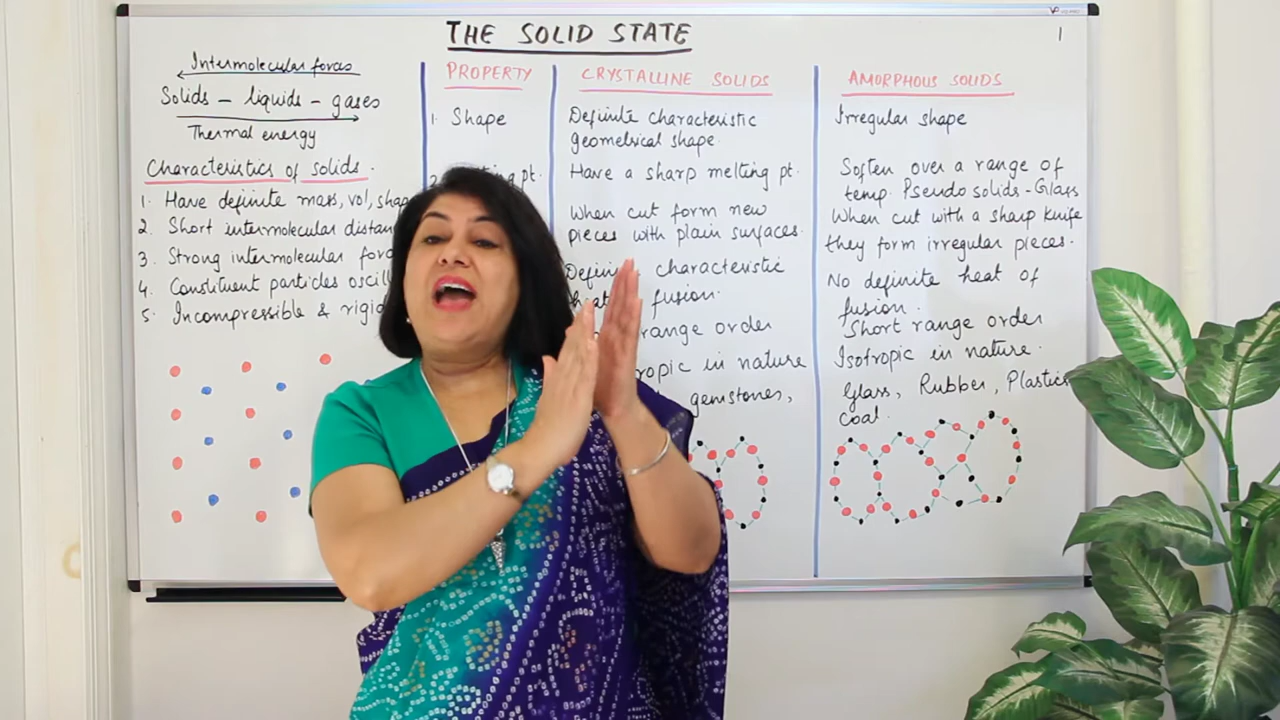 THE SOLID STATE
1
Intermolecular forces
Solids - liquids - gases
Thermal energy
Characteristics of solids.
1. Have definite mass, vol, shap
2. Short intermolecular distan
3. Strong intermolecular forc
4. Constituent particles oscill
5. Incompressible & rigid
PROPERTY
1. Shape
2. pt.
CRYSTALLINE SOLIDS
Definite characteristic
geometrical shape.
Have a sharp melting pt.
When cut form new
pieces with plain surfaces.
Defini characteristic
heat fusion.
range order
ropic in nature
gemstones,
AMORPHOUS SOLIDS
Irregular shape
Soften over a range of
temp. Pseudo solids - Glass
When cut with a sharp knife
they form irregular pieces.
No definite heat of
fusion.
Short range order
Isotropic in nature.
Glass, Rubber, Plastics
coal.